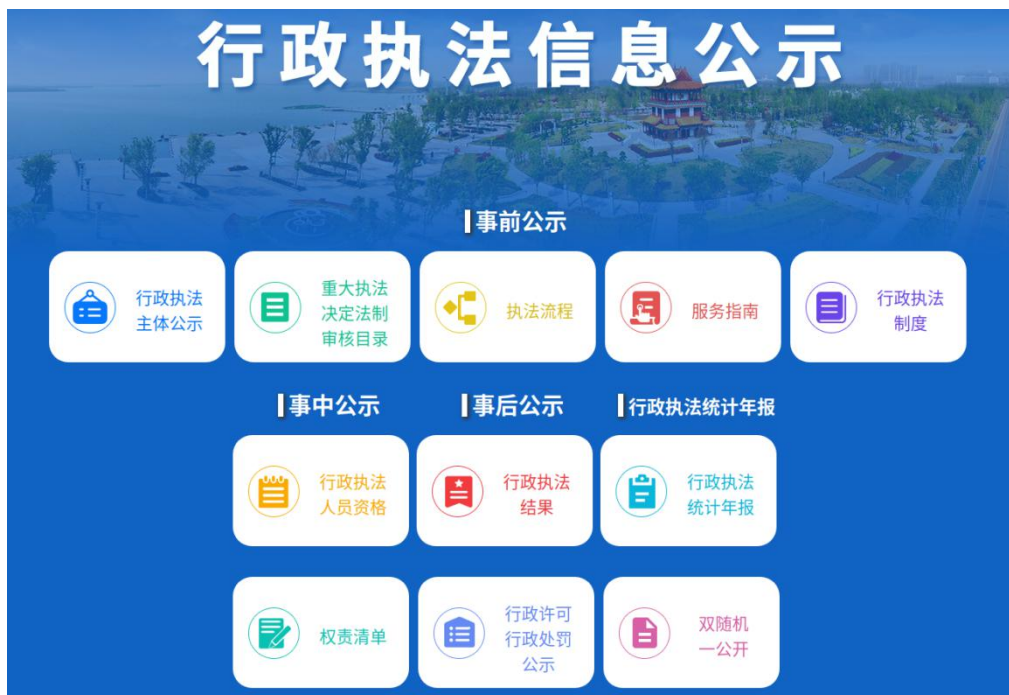 行政执法信息公示
事前公示
行政执法
主体公示
重大执法
决定法制
审核目录
执法流程
服务指南
行政执法
制度
事中公示
事后公示
行政执法统计年报
行政执法
人员资格
行政执法
结果
行政执法
统计年报
权责清单
行政许可
行政处罚
公示
双随机
一公开